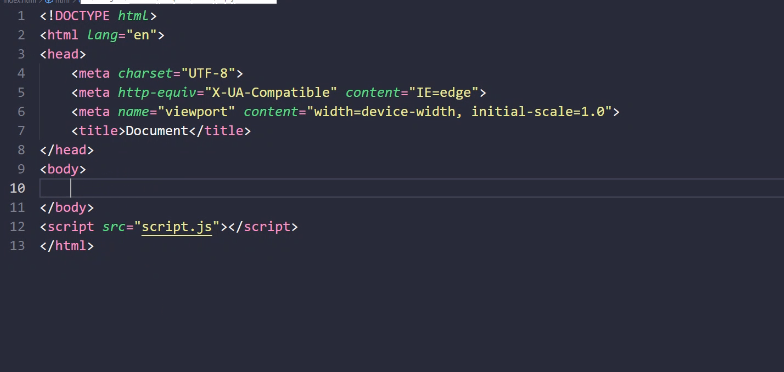 1 <!DOCTYPE html>
2 <html lang="en">
3 <head>
4 <meta charset="UTF-8">
5 <meta http-equiv="X-UA-Compatible" content="IE=edge">
6 <meta name="viewport" content="width=device-width, initial-scale=1.0">
7 <title>Document</title>
8 </head>
9 <body>
10
11 </body>
12 <script src="script.js"></script>
13 </html>